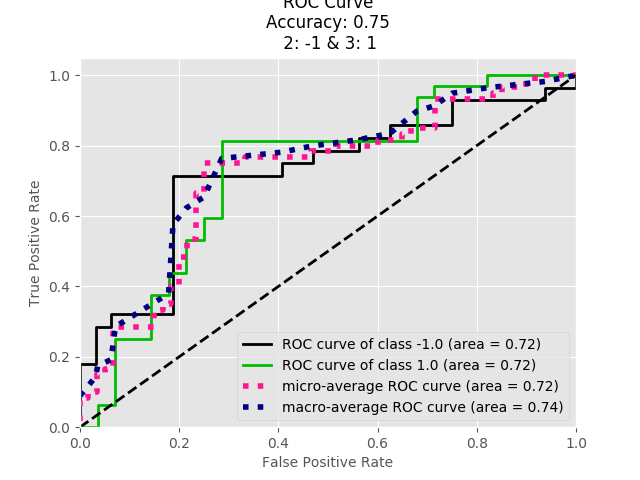 ROC Curve
Accuracy: 0.75
2: -1 & 3: 1
True Positive Rate
1.0
0.8
0.6
0.4
0.2
0.0
ROC curve of class -1.0 (area = 0.72)
ROC curve of class 1.0 (area = 0.72)
micro-average ROC curve (area = 0.72)
macro-average ROC curve (area = 0.74)
0.0 0.2 0.4 0.6 0.8 1.0
False Positive Rate